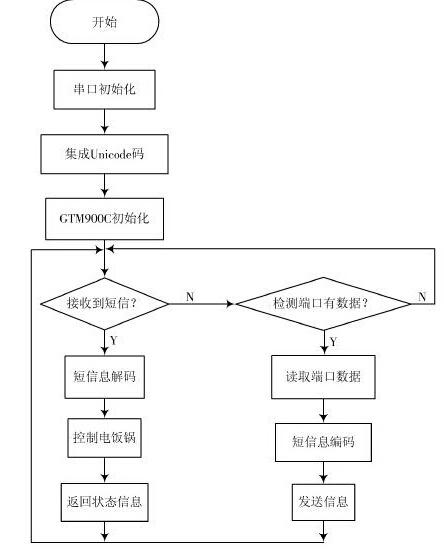 开始
串口初始化
集成Unicode码
GTM900C初始化
接收到短信？
N
检测端口有数据？
N
Y
Y
短信息解码
读取端口数据
控制电饭锅
短信息编码
返回状态信息
发送信息